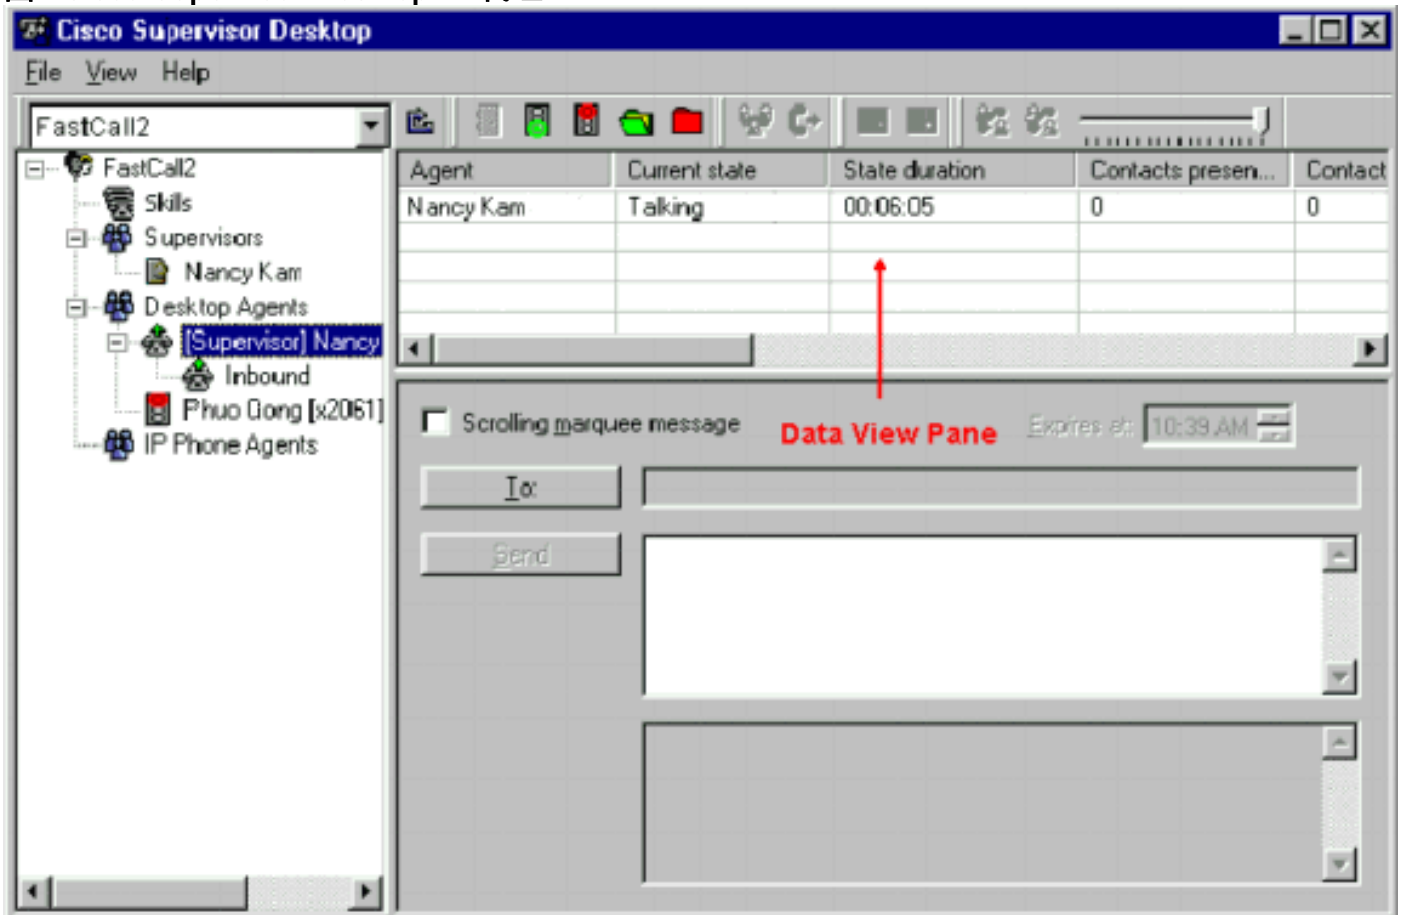 Cisco Supervisor Desktop
File View Help
FastCall2
FastCall2
Skills
Supervisors
Nancy Kam
Desktop Agents
[Supervisor] Nancy
Inbound
Phuo Gong [x2061]
IP Phone Agents
Agent Current state State duration Contacts presen... Contact
Nancy Kam Talking 00:06:05 0 0
Scrolling marquee message
Data View Pane
Expires at: 10:39 AM
To:
Send